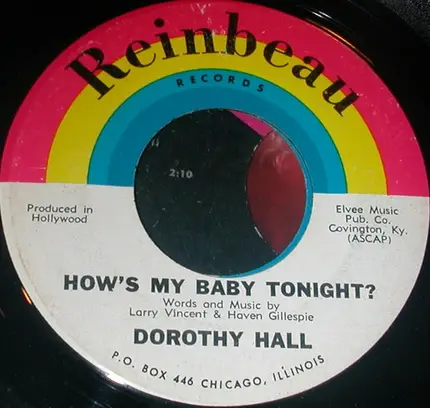 Reinbeau
RECORDS
2:10
Produced in
Hollywood
Elvee Music
Pub. Co.
Covington, Ky.
(ASCAP)
HOW'S MY BABY TONIGHT?
Words and Music by
Larry Vincent & Haven Gillespie
DOROTHY HALL
P.O. BOX 446 CHICAGO, ILLINOIS